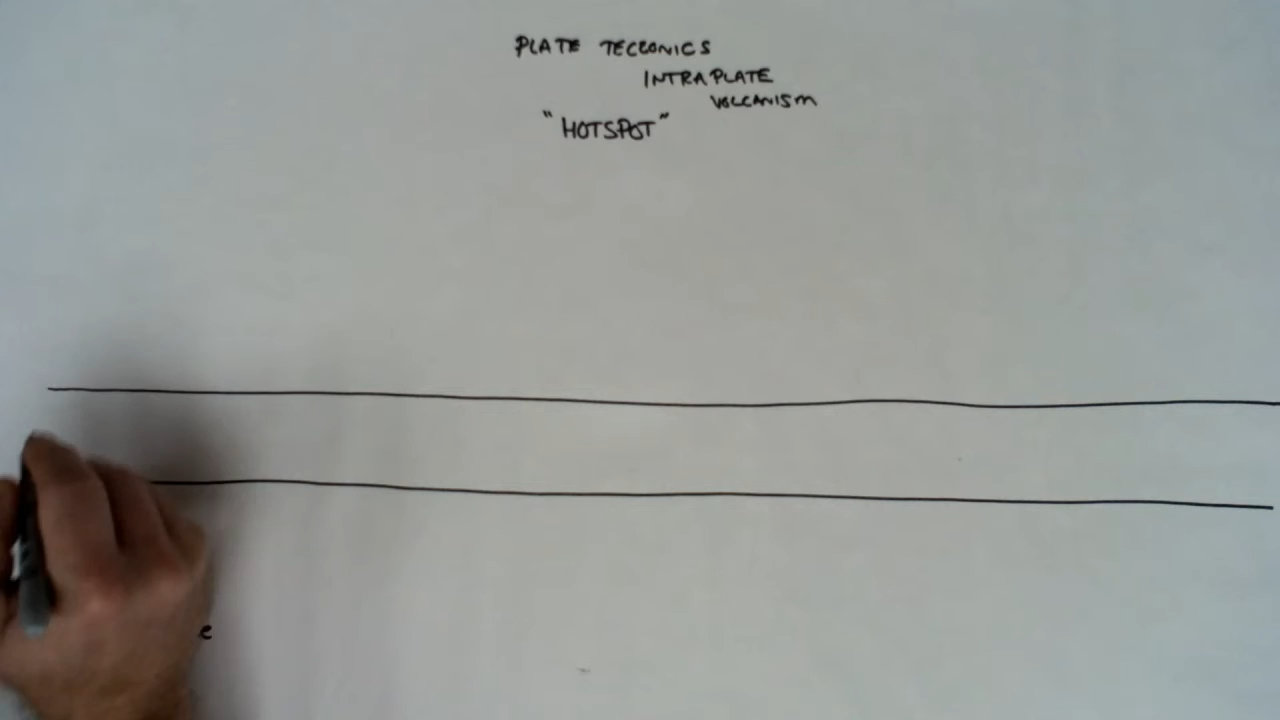 PLATE TECTONICS
INTRAPLATE
VOLCANISM
"HOTSPOT"
e